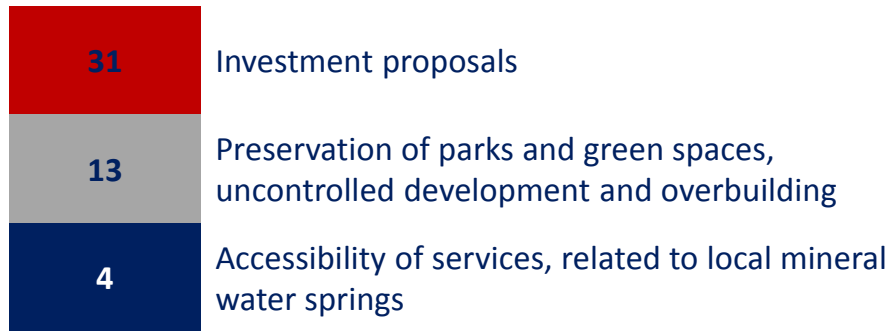 31
Investment proposals
13
Preservation of parks and green spaces,
uncontrolled development and overbuilding
4
Accessibility of services, related to local mineral
water springs